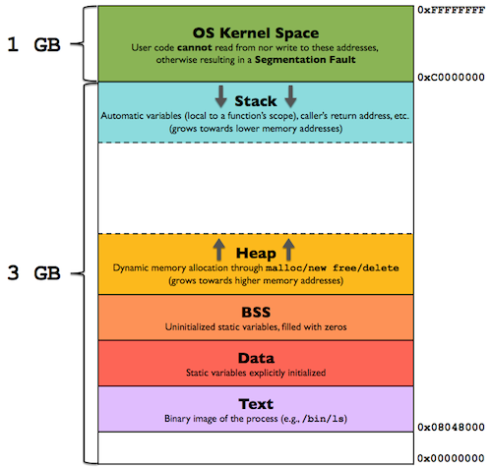 0xFFFFFFFF
OS Kernel Space
User code cannot read from nor write to these addresses,
otherwise resulting in a Segmentation Fault
1 GB
0xC0000000
Stack
Automatic variables (local to a function's scope), caller's return address, etc.
(grows towards lower memory addresses)
Heap
Dynamic memory allocation through malloc/new free/delete
(grows towards higher memory addresses)
3 GB
BSS
Uninitialized static variables, filled with zeros
Data
Static variables explicitly initialized
Text
Binary image of the process (e.g., /bin/ls)
0x08048000
0x00000000